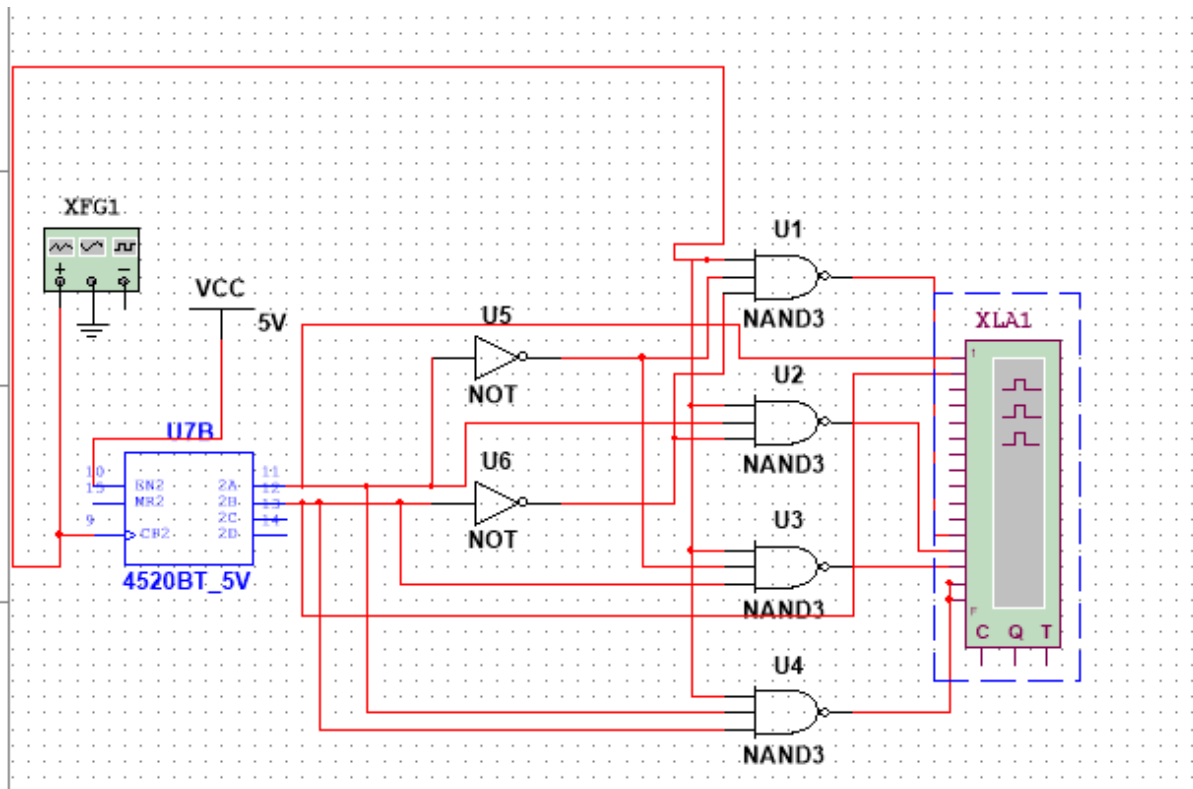 XFG1
+
−
VCC
5V
U7B
10
15
9
EN2
MR2
CP2
2A
2B
2C
2D
11
12
13
14
4520BT_5V
U5
NOT
U6
NOT
U1
NAND3
U2
NAND3
U3
NAND3
U4
NAND3
XLA1
1
F
C Q T